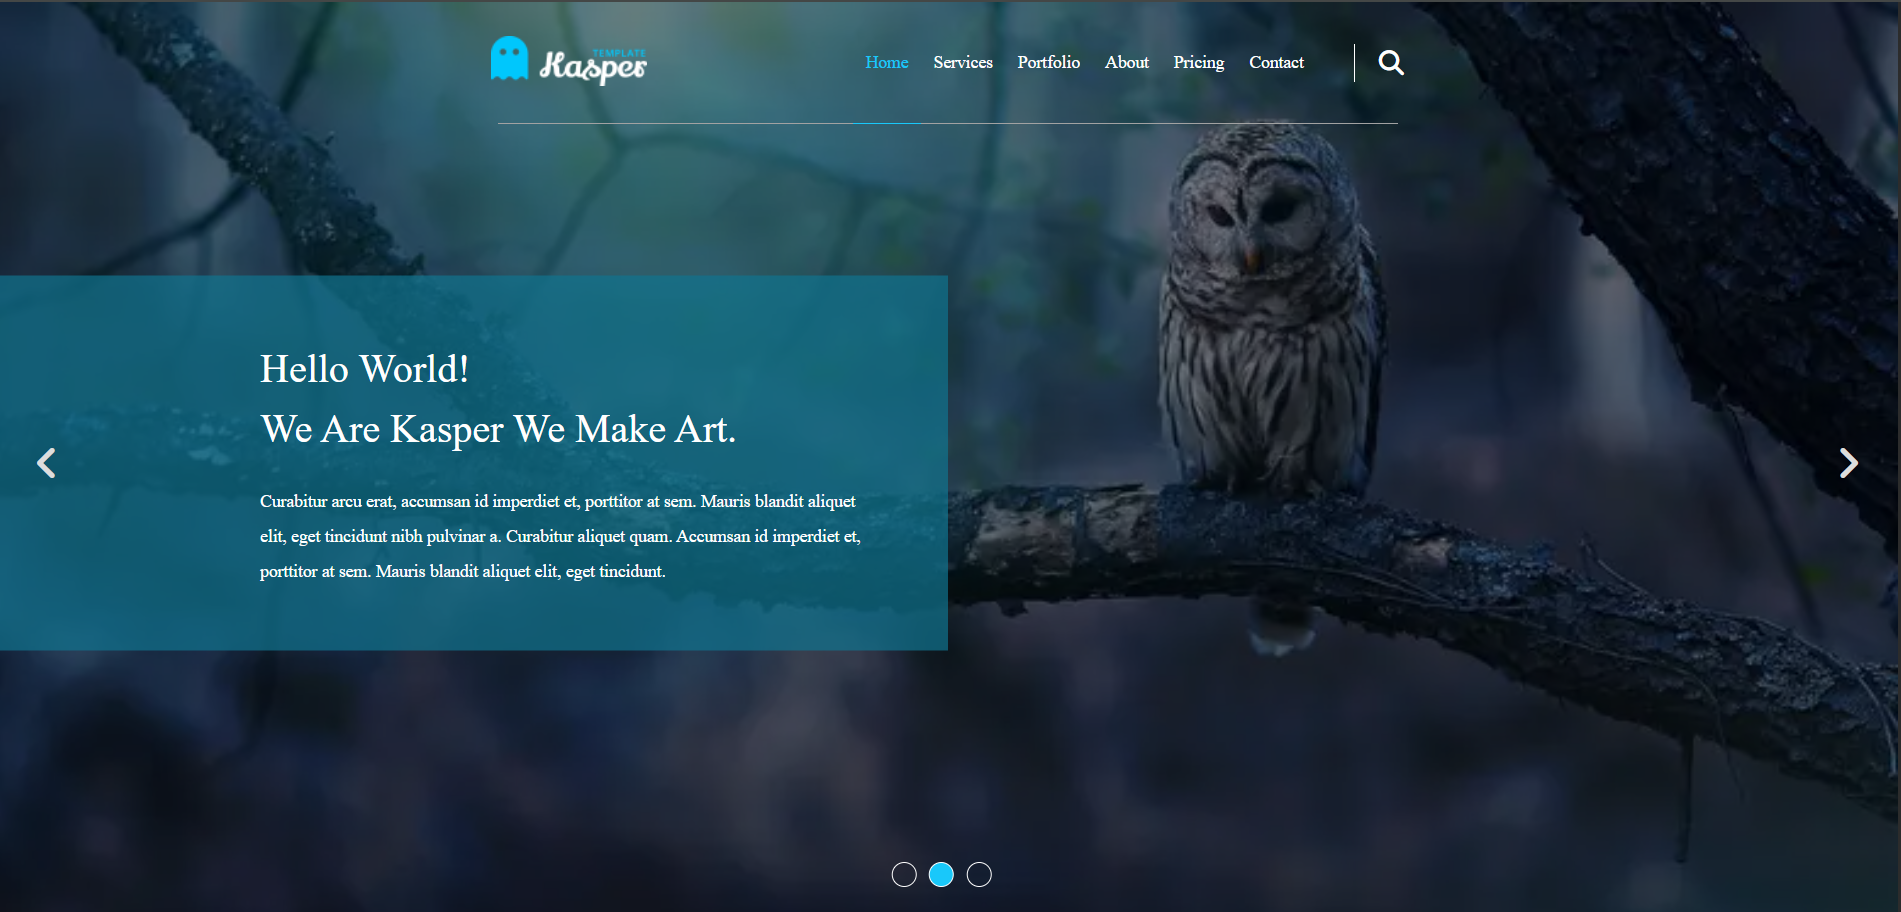 TEMPLATE
Kasper
Home Services Portfolio About Pricing Contact
Hello World!
We Are Kasper We Make Art.
Curabitur arcu erat, accumsan id imperdiet et, porttitor at sem. Mauris blandit aliquet
elit, eget tincidunt nibh pulvinar a. Curabitur aliquet quam. Accumsan id imperdiet et,
porttitor at sem. Mauris blandit aliquet elit, eget tincidunt.